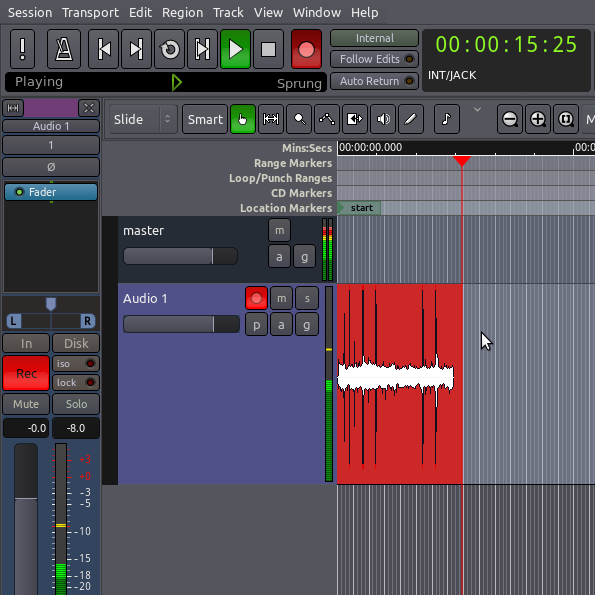 Session Transport Edit Region Track View Window Help
!
Internal
Follow Edits
Auto Return
00:00:15:25
INT/JACK
Playing
Sprung
Audio 1
1
Ø
Fader
Slide
Smart
Mins:Secs
00:00:00.000
Range Markers
Loop/Punch Ranges
CD Markers
Location Markers
start
master
m
a g
Audio 1
m s
p a g
L R
In Disk
Rec
iso
lock
Mute Solo
-0.0 -8.0
+3
+0
-3
-5
-10
-15
-18
-20